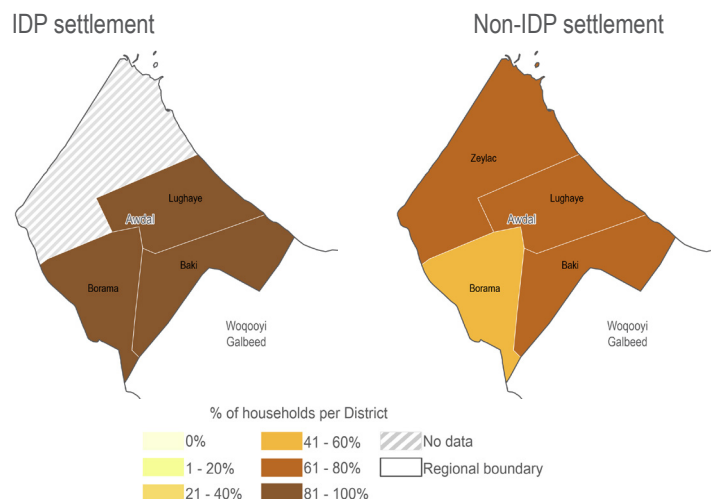 IDP settlement
Non-IDP settlement
Lughaye
Awdal
Baki
Borama
Woqooyi
Galbeed
Zeylac
Lughaye
Awdal
Baki
Borama
Woqooyi
Galbeed
% of households per District
0%
1 - 20%
21 - 40%
41 - 60%
61 - 80%
81 - 100%
No data
Regional boundary